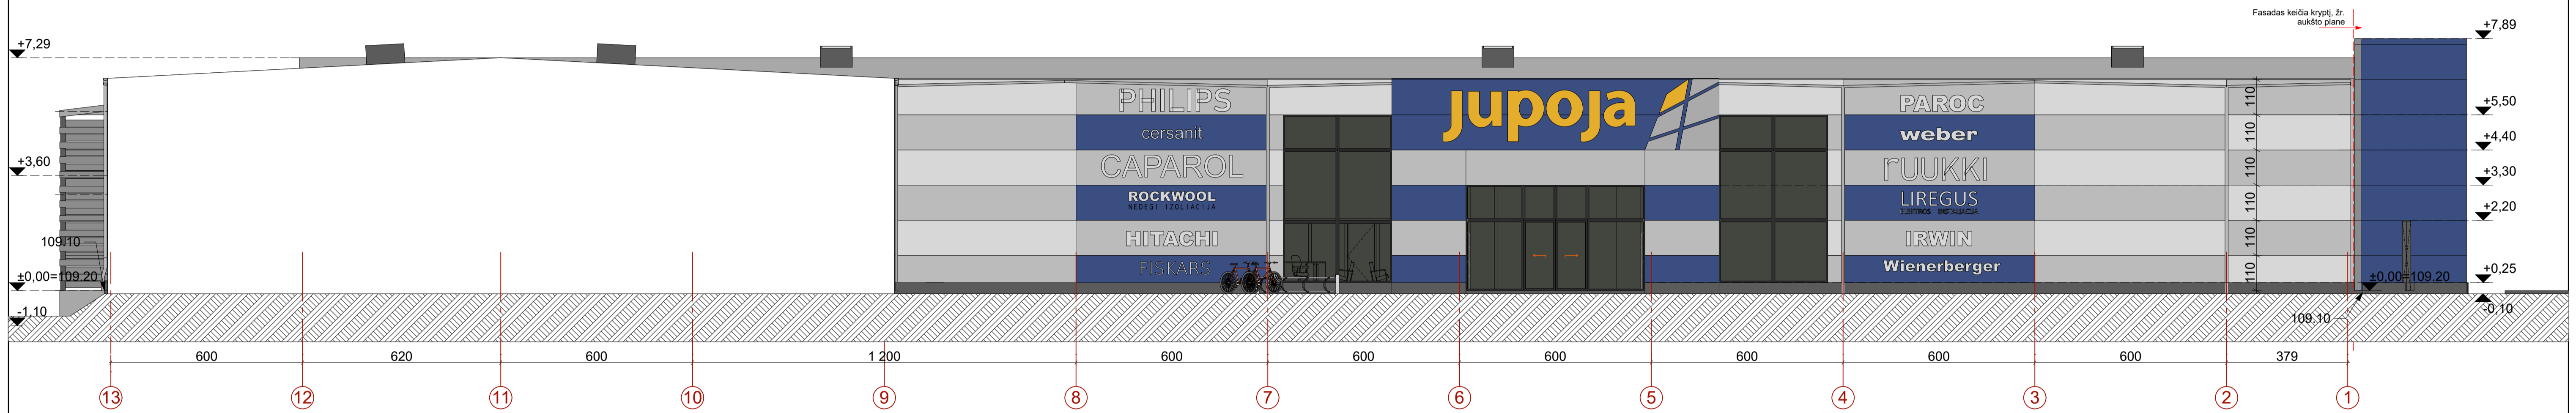 Fasadas keičia kryptį, žr.
aukšto plane
+7,29
+7,89
PHILIPS
cersanit
CAPAROL
ROCKWOOL
NEDEGI IZOLIACIJA
HITACHI
FISKARS
jupoja
PAROC
weber
ruukki
LIREGUS
ELEKTROS INSTALIACIJA
IRWIN
Wienerberger
110
110
110
110
110
110
+5,50
+4,40
+3,60
+3,30
+2,20
109.10
±0,00=109.20
±0,00=109.20
+0,25
-0,10
-1,10
109.10
600
620
600
1 200
600
600
600
600
600
600
379
13
12
11
10
9
8
7
6
5
4
3
2
1